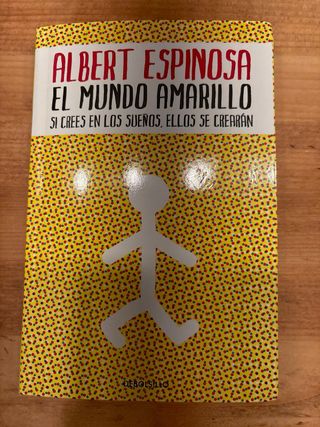 ALBERT ESPINOSA
EL MUNDO AMARILLO
SI CREES EN LOS SUEÑOS, ELLOS SE CREARÁN
DEBOLSILLO